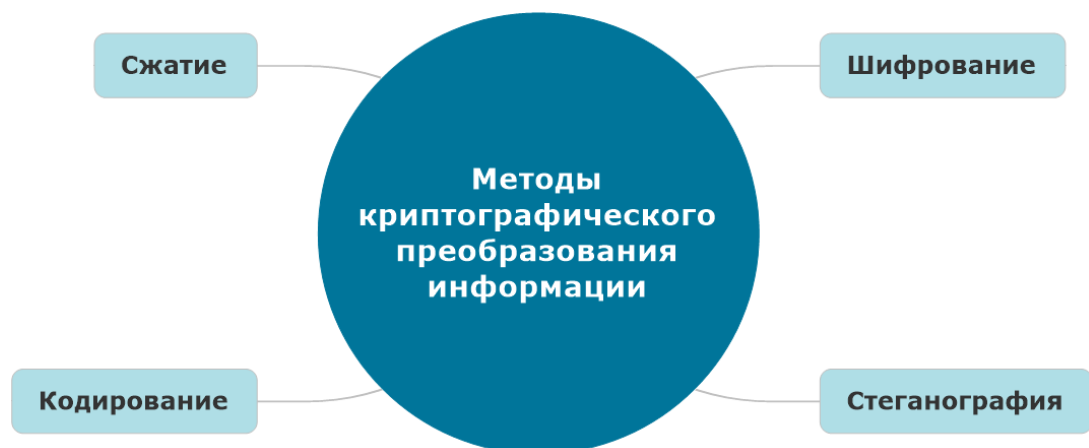 Сжатие
Шифрование
Методы
криптографического
преобразования
информации
Кодирование
Стеганография